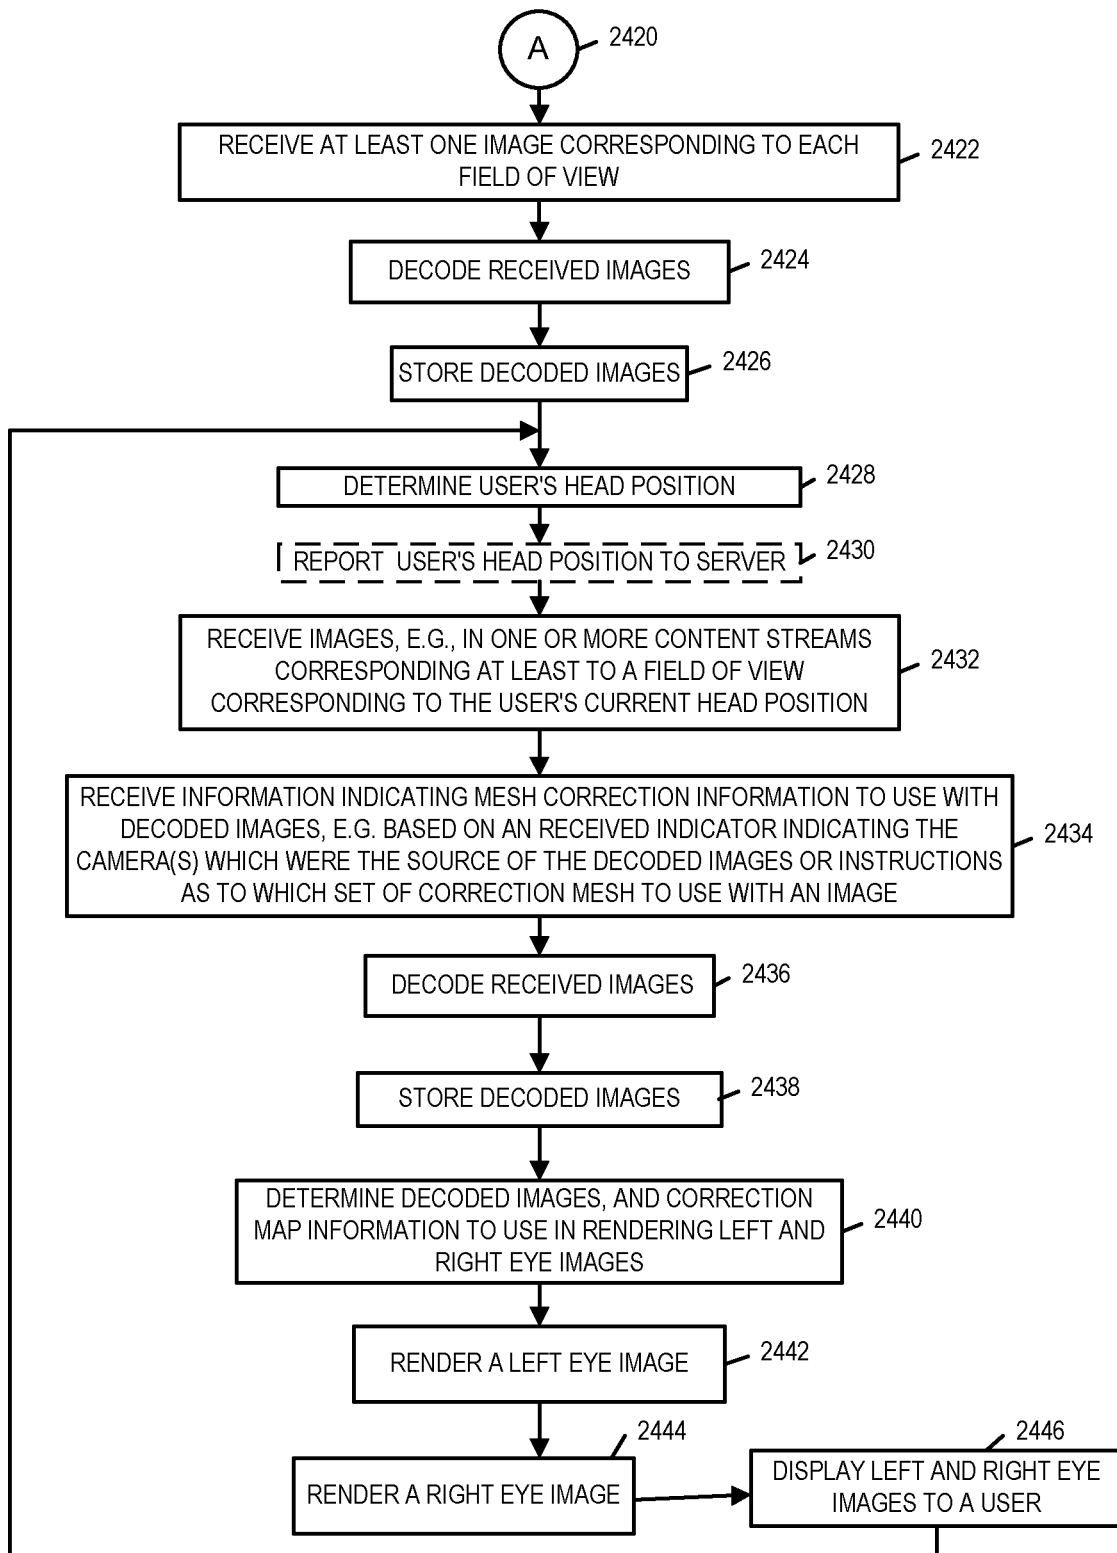 A
2420
RECEIVE AT LEAST ONE IMAGE CORRESPONDING TO EACH
FIELD OF VIEW
2422
DECODE RECEIVED IMAGES
2424
STORE DECODED IMAGES
2426
DETERMINE USER'S HEAD POSITION
2428
REPORT USER'S HEAD POSITION TO SERVER
2430
RECEIVE IMAGES, E.G., IN ONE OR MORE CONTENT STREAMS
CORRESPONDING AT LEAST TO A FIELD OF VIEW
CORRESPONDING TO THE USER'S CURRENT HEAD POSITION
2432
RECEIVE INFORMATION INDICATING MESH CORRECTION INFORMATION TO USE WITH
DECODED IMAGES, E.G. BASED ON AN RECEIVED INDICATOR INDICATING THE
CAMERA(S) WHICH WERE THE SOURCE OF THE DECODED IMAGES OR INSTRUCTIONS
AS TO WHICH SET OF CORRECTION MESH TO USE WITH AN IMAGE
2434
DECODE RECEIVED IMAGES
2436
STORE DECODED IMAGES
2438
DETERMINE DECODED IMAGES, AND CORRECTION
MAP INFORMATION TO USE IN RENDERING LEFT AND
RIGHT EYE IMAGES
2440
RENDER A LEFT EYE IMAGE
2442
RENDER A RIGHT EYE IMAGE
2444
DISPLAY LEFT AND RIGHT EYE
IMAGES TO A USER
2446